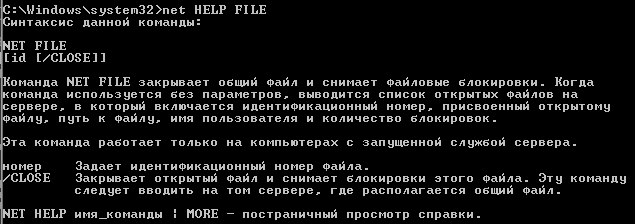 C:\Windows\system32>net HELP FILE
Синтаксис данной команды:
NET FILE
[id [/CLOSE]]
Команда NET FILE закрывает общий файл и снимает файловые блокировки. Когда
команда используется без параметров, выводится список открытых файлов на
сервере, в который включается идентификационный номер, присвоенный открытому
файлу, путь к файлу, имя пользователя и количество блокировок.
Эта команда работает только на компьютерах с запущенной службой сервера.
номер    Задает идентификационный номер файла.
/CLOSE   Закрывает открытый файл и снимает блокировки этого файла. Эту команду
         следует вводить на том сервере, где располагается общий файл.
NET HELP имя_команды | MORE - постраничный просмотр справки.